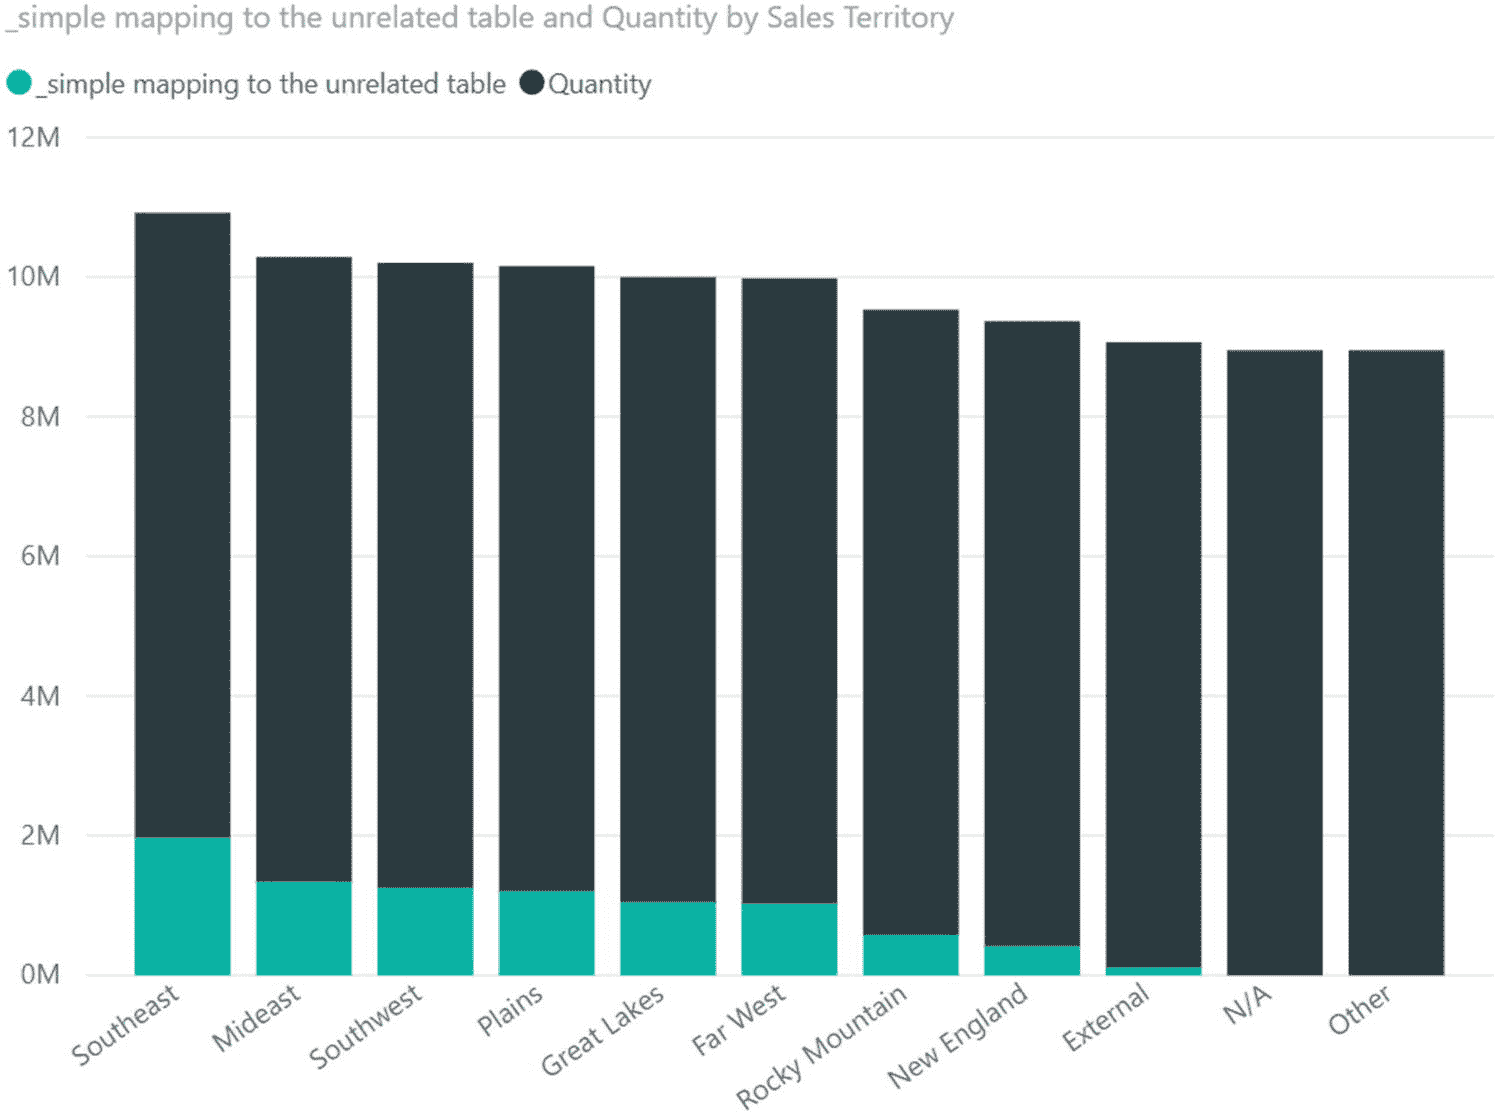 _simple mapping to the unrelated table and Quantity by Sales Territory
_simple mapping to the unrelated table Quantity
12M
10M
8M
6M
4M
2M
0M
Southeast
Mideast
Southwest
Plains
Great Lakes
Far West
Rocky Mountain
New England
External
N/A
Other